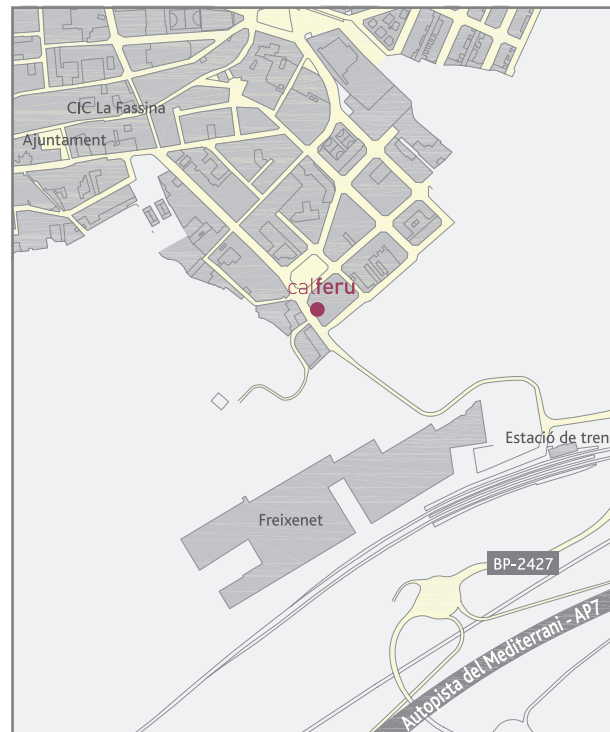 CIC La Fassina
Ajuntament
calferu
Estació de tren
Freixenet
BP-2427
Autopista del Mediterrani - AP7